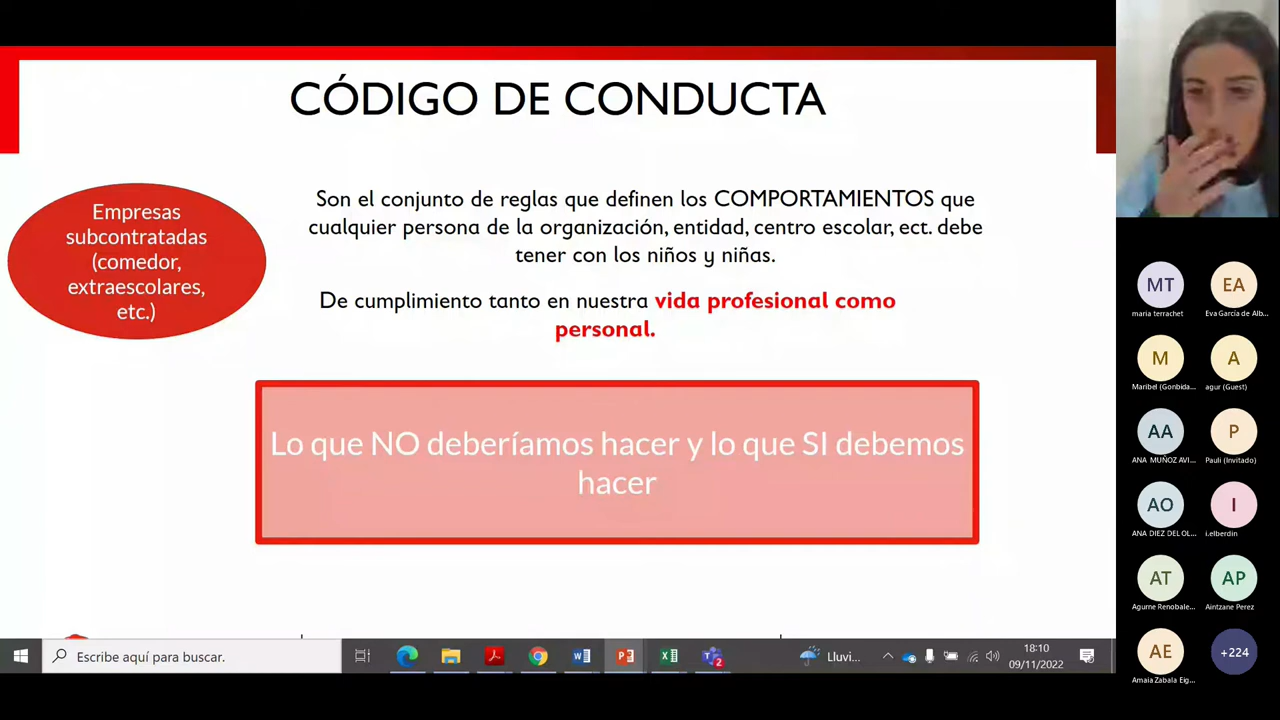 CÓDIGO DE CONDUCTA
Empresas
subcontratadas
(comedor,
extraescolares,
etc.)
Son el conjunto de reglas que definen los COMPORTAMIENTOS que
cualquier persona de la organización, entidad, centro escolar, ect. debe
tener con los niños y niñas.
De cumplimiento tanto en nuestra vida profesional como
personal.
Lo que NO deberíamos hacer y lo que SI debemos
hacer
MT
maria terrachet
EA
Eva García de Alb...
M
Maribel (Gonbida...
A
agur (Guest)
AA
ANA MUÑOZ AVI...
P
Pauli (Invitado)
AO
ANA DIEZ DEL OL...
I
i.elberdin
AT
Agurne Renobale...
AP
Aintzane Perez
AE
Amaia Zabala Eig...
+224
Escribe aquí para buscar.
Lluvi...
18:10
09/11/2022